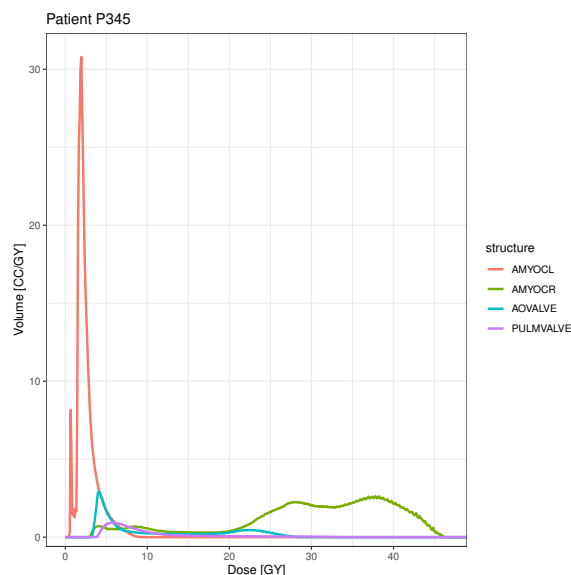 Patient P345
Volume [CC/GY]
30
20
10
0
0 10 20 30 40
Dose [GY]
structure
AMYOCL
AMYOCR
AOVALVE
PULMVALVE